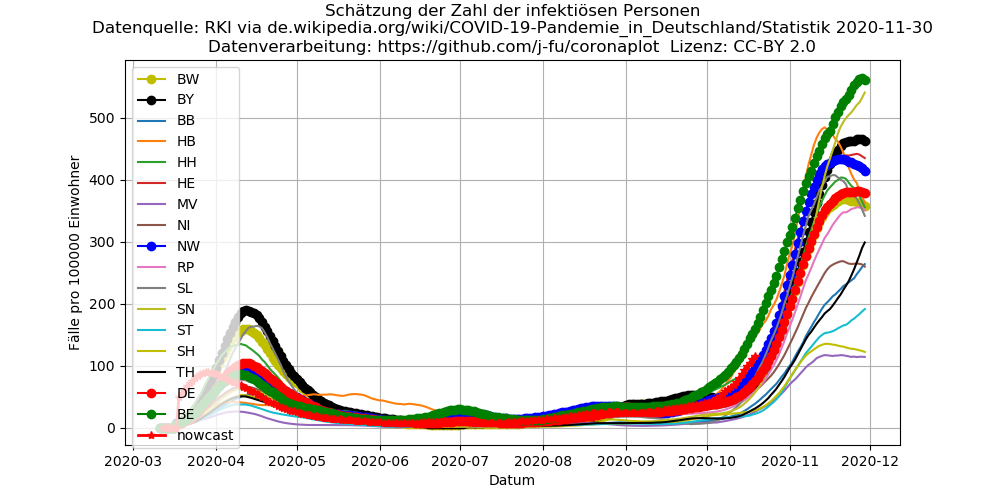 Schätzung der Zahl der infektiösen Personen
Datenquelle: RKI via de.wikipedia.org/wiki/COVID-19-Pandemie_in_Deutschland/Statistik 2020-11-30
Datenverarbeitung: https://github.com/j-fu/coronaplot  Lizenz: CC-BY 2.0
Fälle pro 100000 Einwohner
500
400
300
200
100
0
BW
BY
BB
HB
HH
HE
MV
NI
NW
RP
SL
SN
ST
SH
TH
DE
BE
nowcast
2020-03 2020-04 2020-05 2020-06 2020-07 2020-08 2020-09 2020-10 2020-11 2020-12
Datum